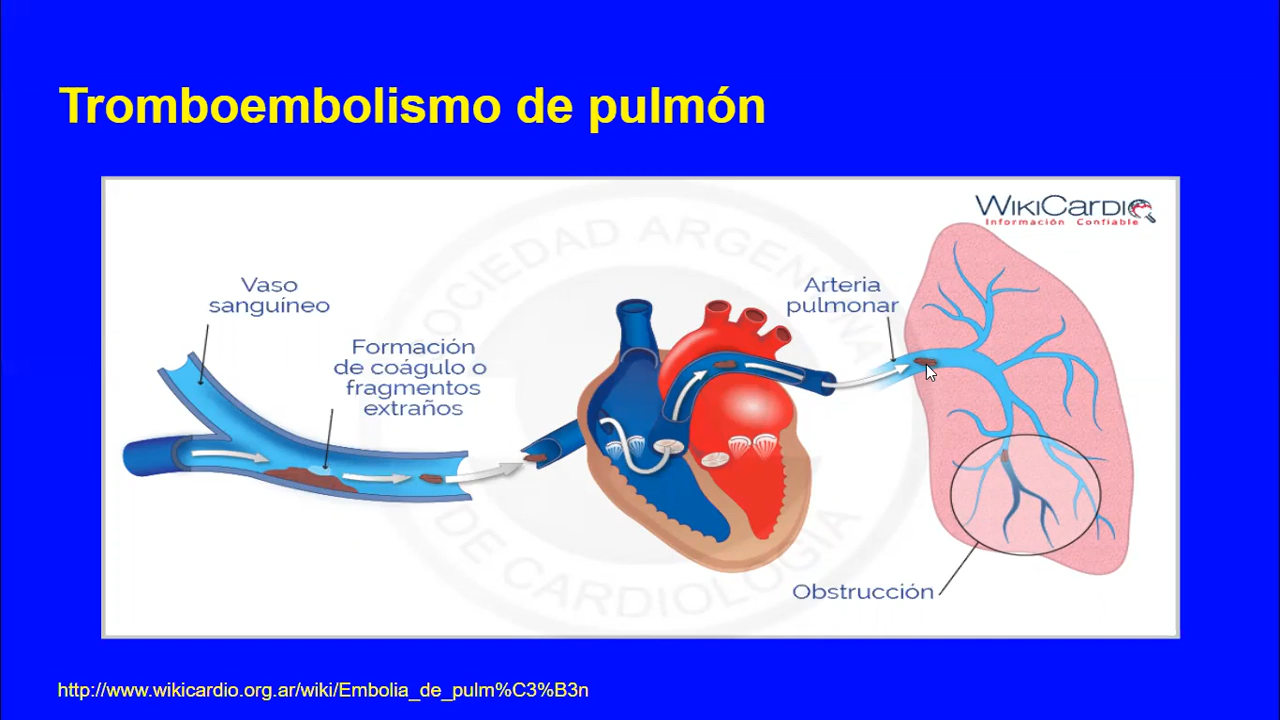 Tromboembolismo de pulmón
WIKICARDIO
Información Confiable
Vaso
sanguíneo
Formación
de coágulo o
fragmentos
extraños
Arteria
pulmonar
Obstrucción
SOCIEDAD ARGENTINA
DE CARDIOLOGÍA
http://www.wikicardio.org.ar/wiki/Embolia_de_pulm%C3%B3n